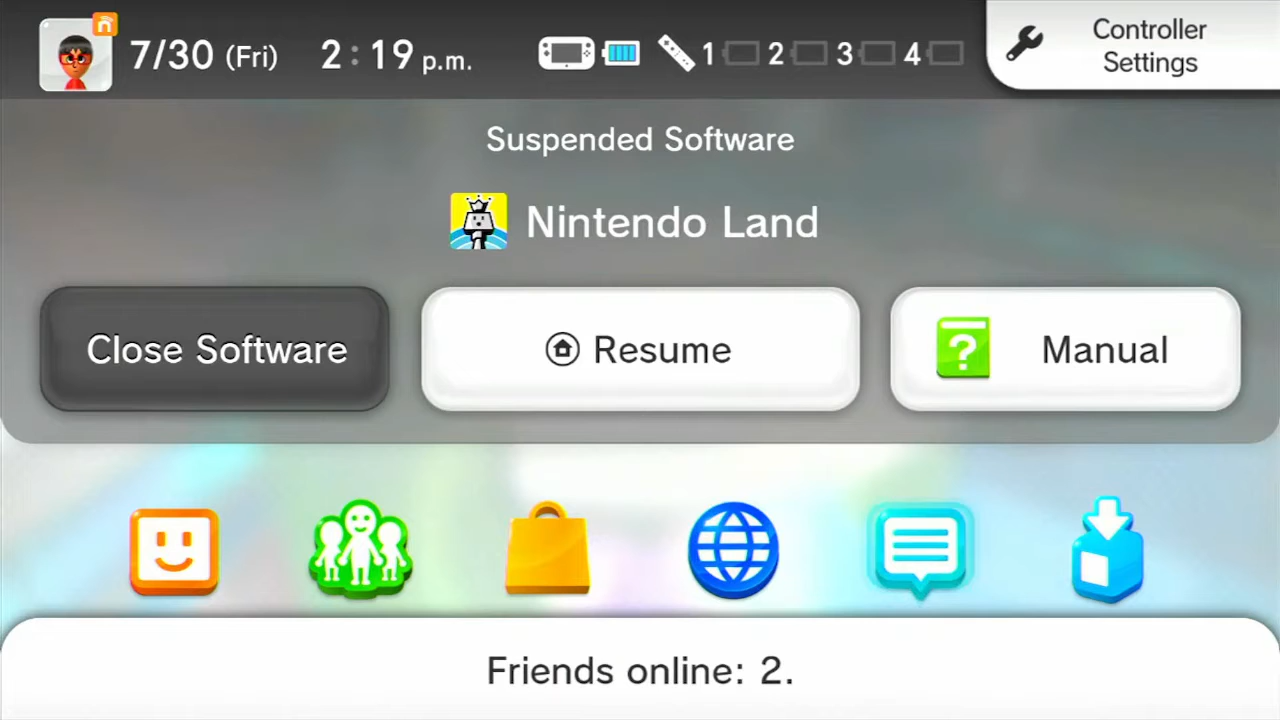 7/30 (Fri) 2:19 p.m. 1 2 3 4
Controller
Settings
Suspended Software
Nintendo Land
Close Software
Resume
? Manual
Friends online: 2.